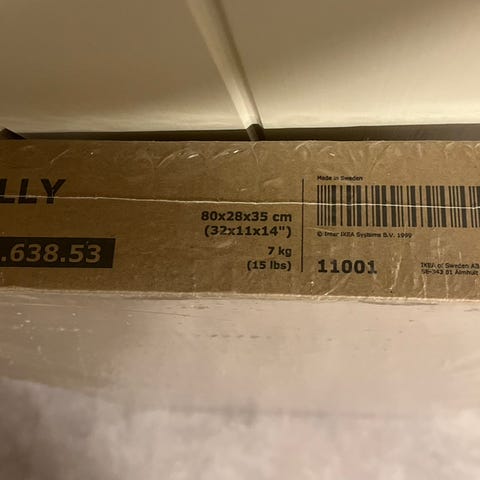 LLY
.638.53
80x28x35 cm
(32x11x14")
7 kg
(15 lbs)
Made in Sweden
© Inter IKEA Systems B.V. 1999
11001
IKEA of Sweden AB
SE-343 81 Älmhult